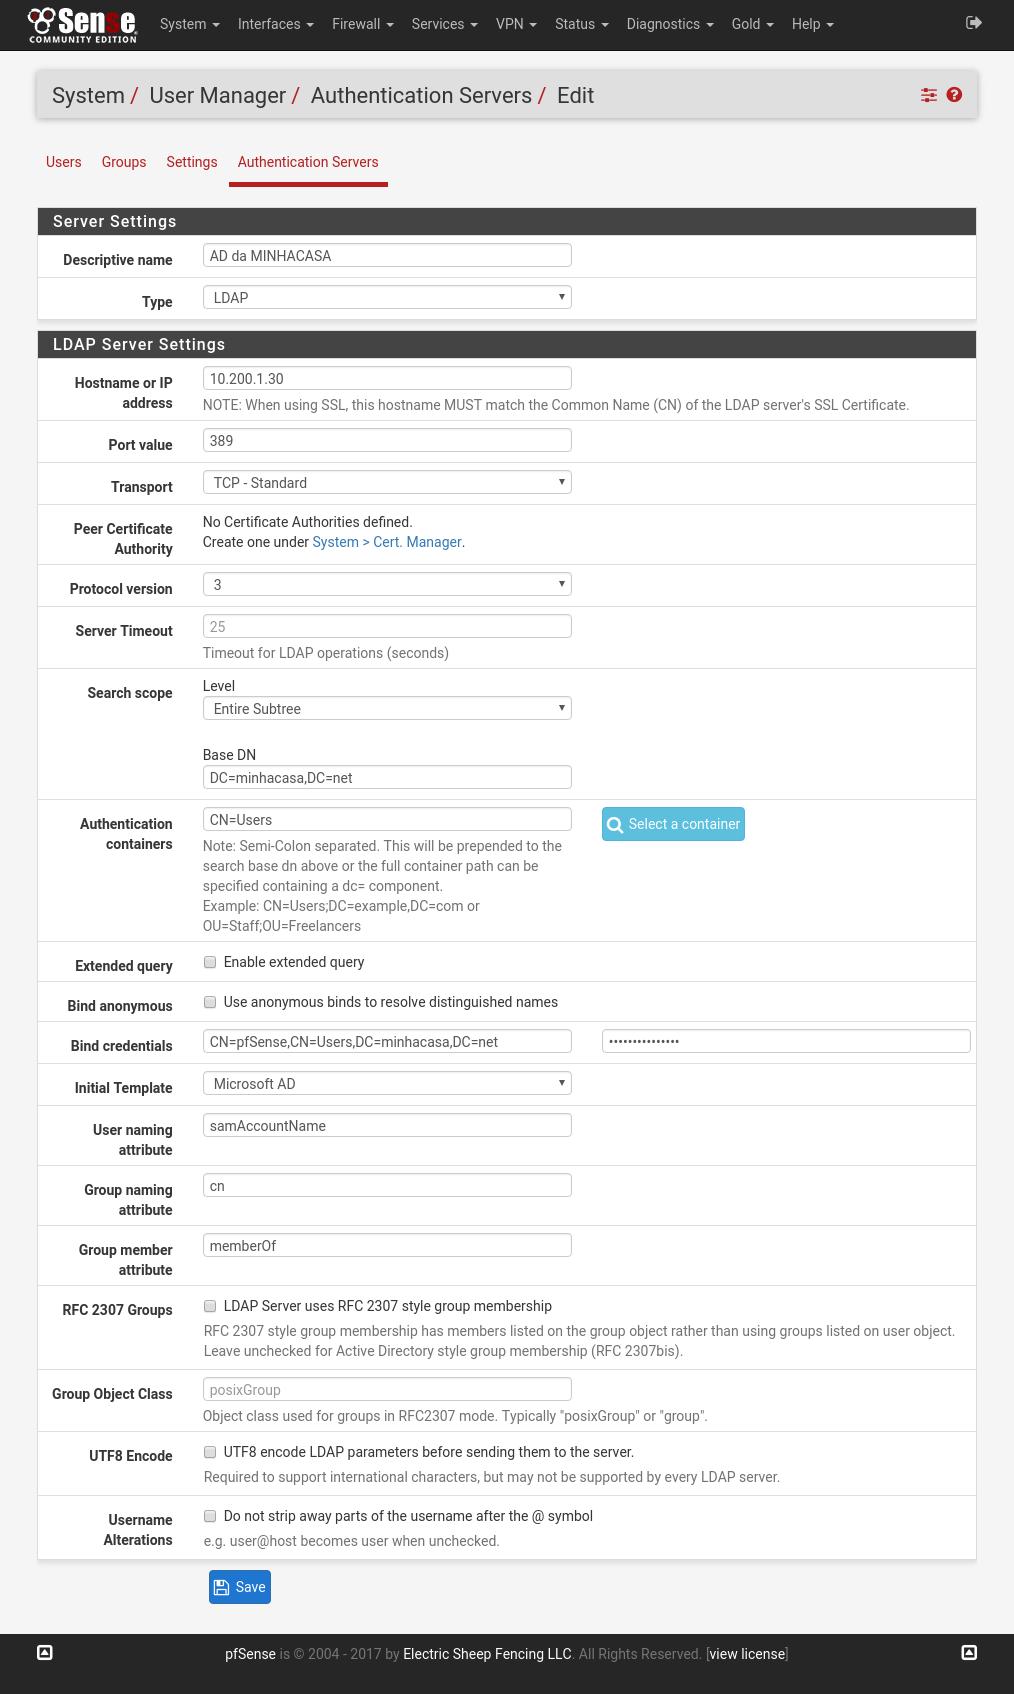 Sense
COMMUNITY EDITION
System Interfaces Firewall Services VPN Status Diagnostics Gold Help
System / User Manager / Authentication Servers / Edit
Users Groups Settings Authentication Servers
Server Settings
Descriptive name AD da MINHACASA
Type LDAP
LDAP Server Settings
Hostname or IP address 10.200.1.30
NOTE: When using SSL, this hostname MUST match the Common Name (CN) of the LDAP server's SSL Certificate.
Port value 389
Transport TCP - Standard
Peer Certificate Authority No Certificate Authorities defined.
Create one under System > Cert. Manager.
Protocol version 3
Server Timeout 25
Timeout for LDAP operations (seconds)
Search scope Level
Entire Subtree
Base DN
DC=minhacasa,DC=net
Authentication containers CN=Users Select a container
Note: Semi-Colon separated. This will be prepended to the
search base dn above or the full container path can be
specified containing a dc= component.
Example: CN=Users;DC=example,DC=com or
OU=Staff;OU=Freelancers
Extended query Enable extended query
Bind anonymous Use anonymous binds to resolve distinguished names
Bind credentials CN=pfSense,CN=Users,DC=minhacasa,DC=net •••••••••••••••
Initial Template Microsoft AD
User naming attribute samAccountName
Group naming attribute cn
Group member attribute memberOf
RFC 2307 Groups LDAP Server uses RFC 2307 style group membership
RFC 2307 style group membership has members listed on the group object rather than using groups listed on user object.
Leave unchecked for Active Directory style group membership (RFC 2307bis).
Group Object Class posixGroup
Object class used for groups in RFC2307 mode. Typically "posixGroup" or "group".
UTF8 Encode UTF8 encode LDAP parameters before sending them to the server.
Required to support international characters, but may not be supported by every LDAP server.
Username Alterations Do not strip away parts of the username after the @ symbol
e.g. user@host becomes user when unchecked.
Save
pfSense is © 2004 - 2017 by Electric Sheep Fencing LLC. All Rights Reserved. [view license]